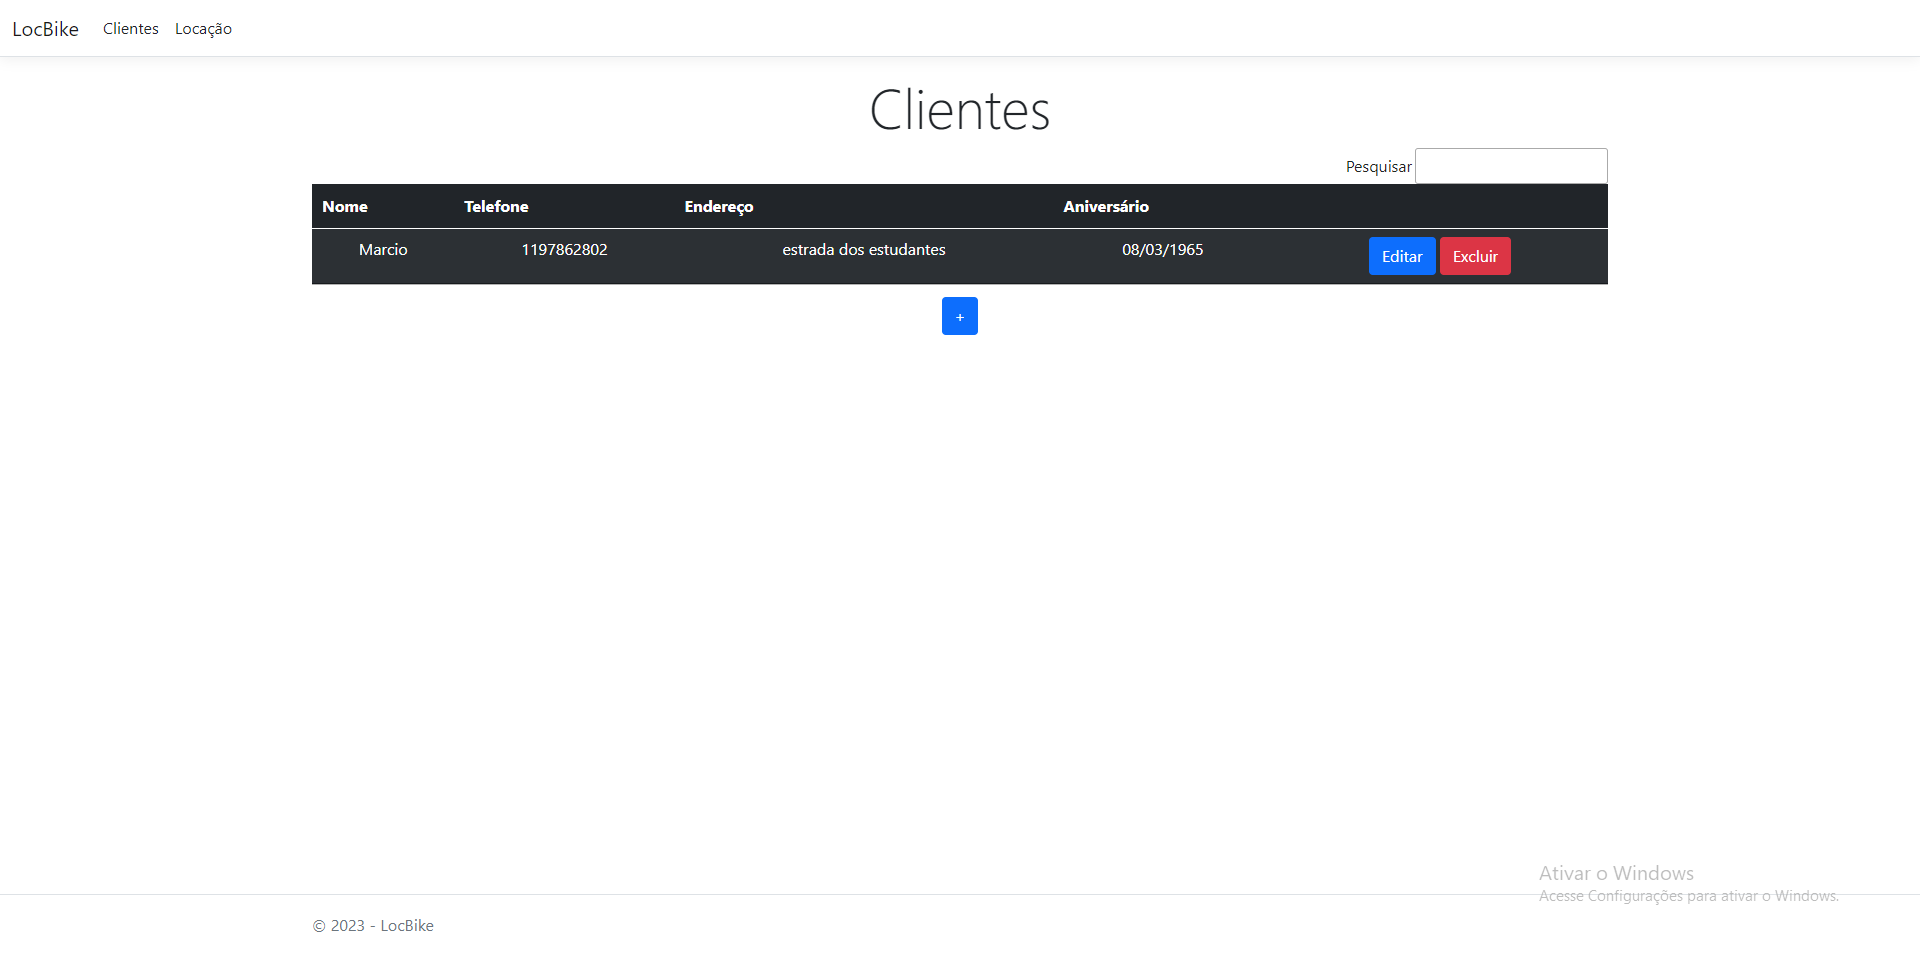 LocBike Clientes Locação
Clientes
Pesquisar
Nome Telefone Endereço Aniversário
Marcio 1197862802 estrada dos estudantes 08/03/1965 Editar Excluir
+
Ativar o Windows
Acesse Configurações para ativar o Windows.
© 2023 - LocBike